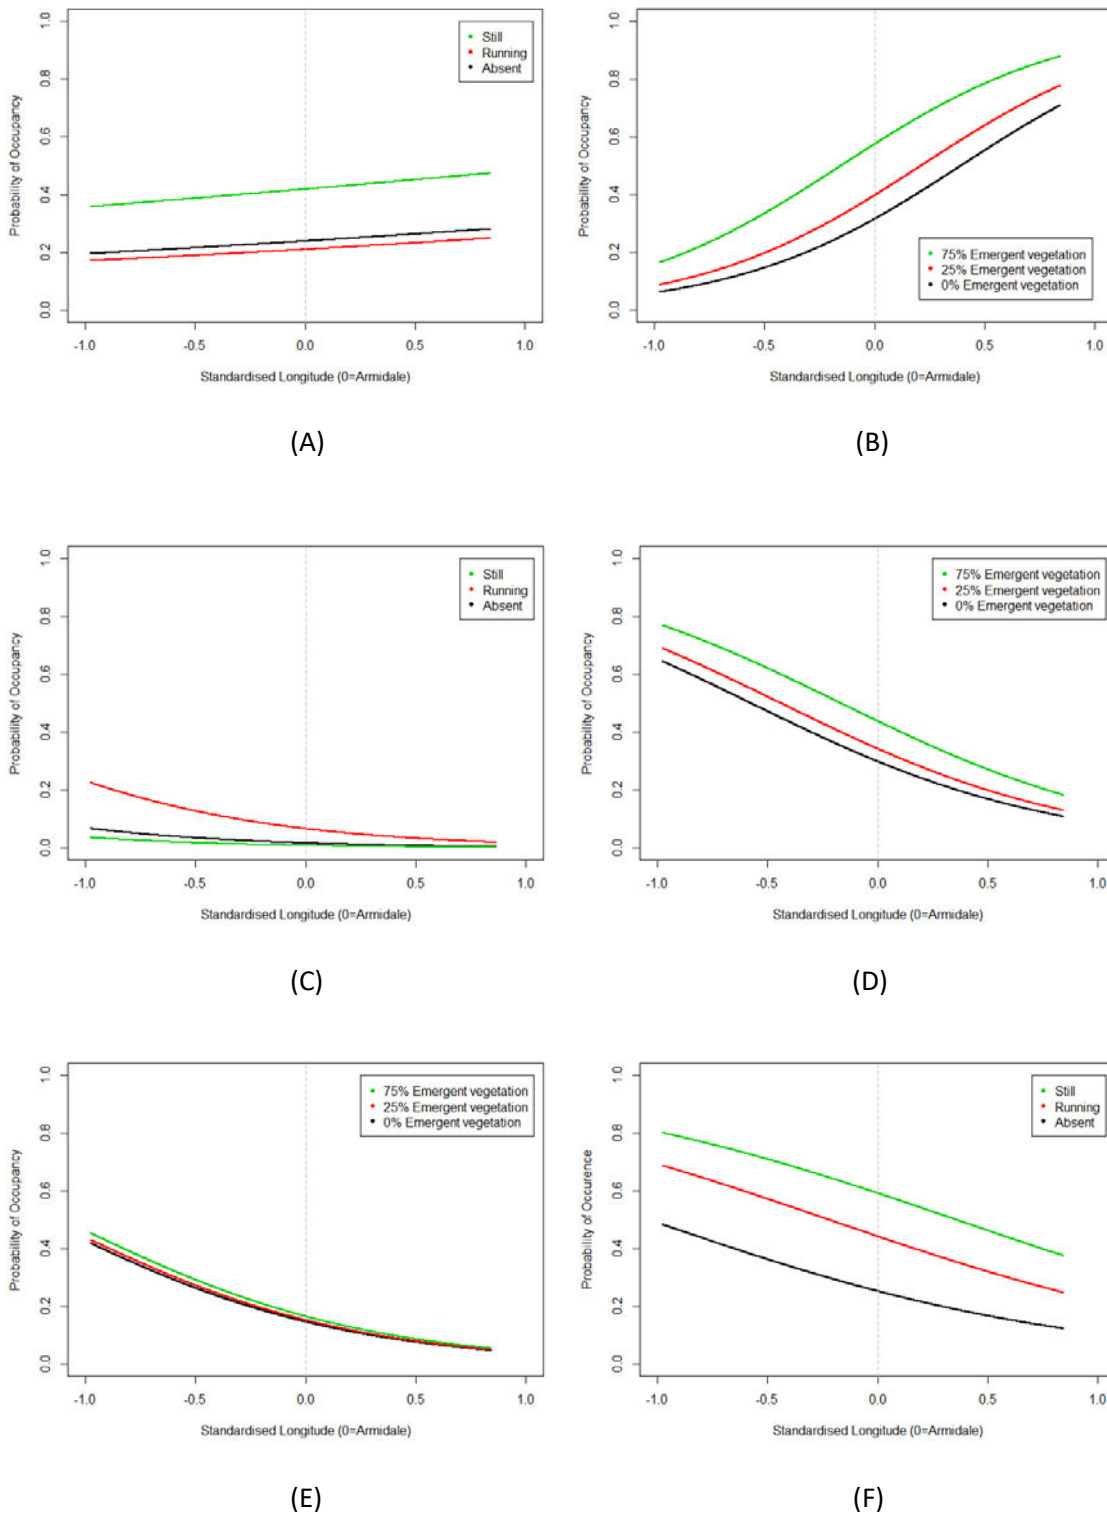 Probability of Occupancy
0.0 0.2 0.4 0.6 0.8 1.0
Still
Running
Absent
-1.0 -0.5 0.0 0.5 1.0
Standardised Longitude (0=Armidale)
(A)
Probability of Occupancy
0.0 0.2 0.4 0.6 0.8 1.0
75% Emergent vegetation
25% Emergent vegetation
0% Emergent vegetation
-1.0 -0.5 0.0 0.5 1.0
Standardised Longitude (0=Armidale)
(B)
Probability of Occupancy
0.0 0.2 0.4 0.6 0.8 1.0
Still
Running
Absent
-1.0 -0.5 0.0 0.5 1.0
Standardised Longitude (0=Armidale)
(C)
Probability of Occupancy
0.0 0.2 0.4 0.6 0.8 1.0
75% Emergent vegetation
25% Emergent vegetation
0% Emergent vegetation
-1.0 -0.5 0.0 0.5 1.0
Standardised Longitude (0=Armidale)
(D)
Probability of Occupancy
0.0 0.2 0.4 0.6 0.8 1.0
75% Emergent vegetation
25% Emergent vegetation
0% Emergent vegetation
-1.0 -0.5 0.0 0.5 1.0
Standardised Longitude (0=Armidale)
(E)
Probability of Occurence
0.0 0.2 0.4 0.6 0.8 1.0
Still
Running
Absent
-1.0 -0.5 0.0 0.5 1.0
Standardised Longitude (0=Armidale)
(F)